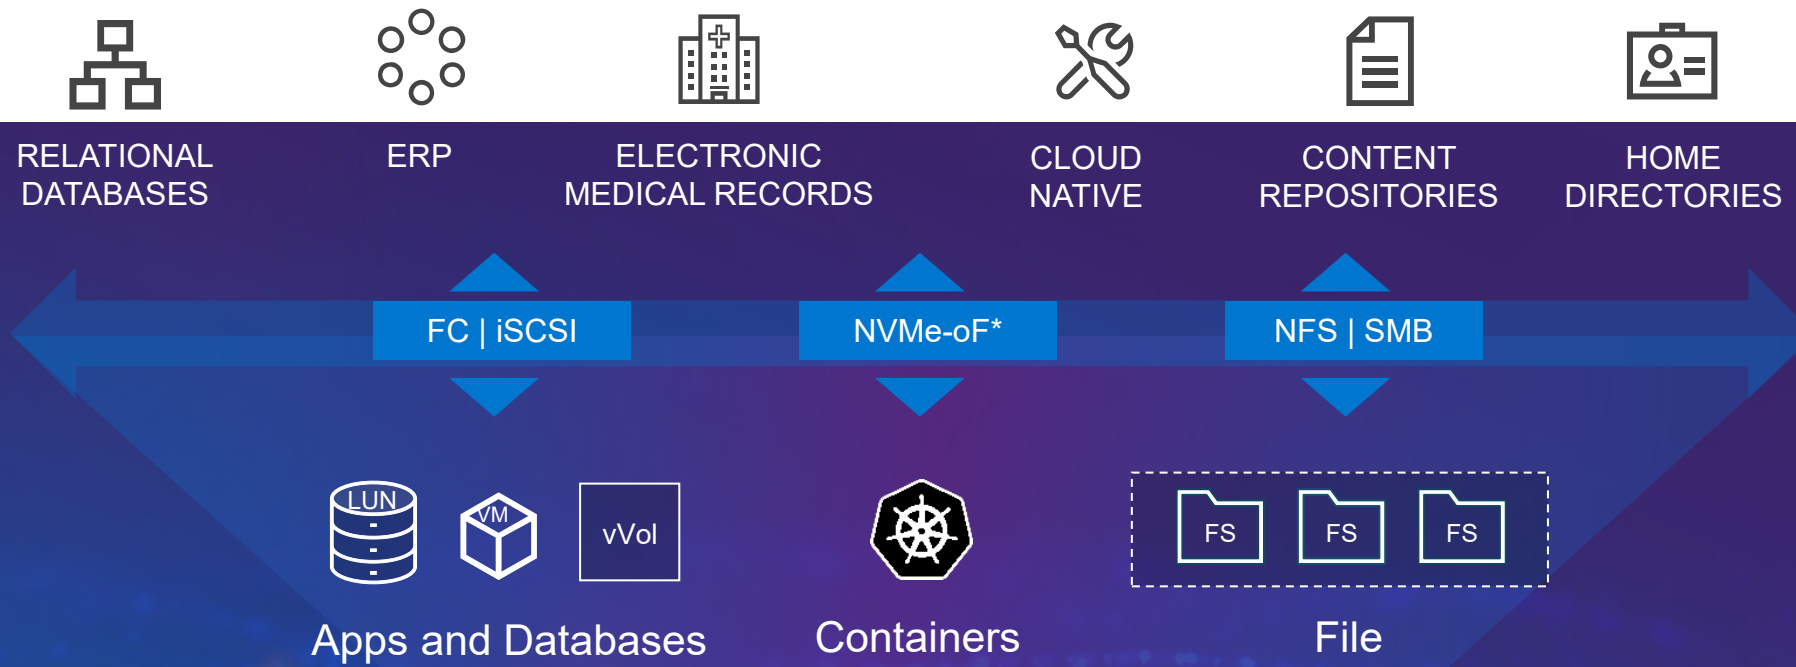 RELATIONAL
DATABASES
ERP
ELECTRONIC
MEDICAL RECORDS
CLOUD
NATIVE
CONTENT
REPOSITORIES
HOME
DIRECTORIES
FC | iSCSI
NVMe-oF*
NFS | SMB
LUN
VM
vVol
FS
FS
FS
Apps and Databases
Containers
File